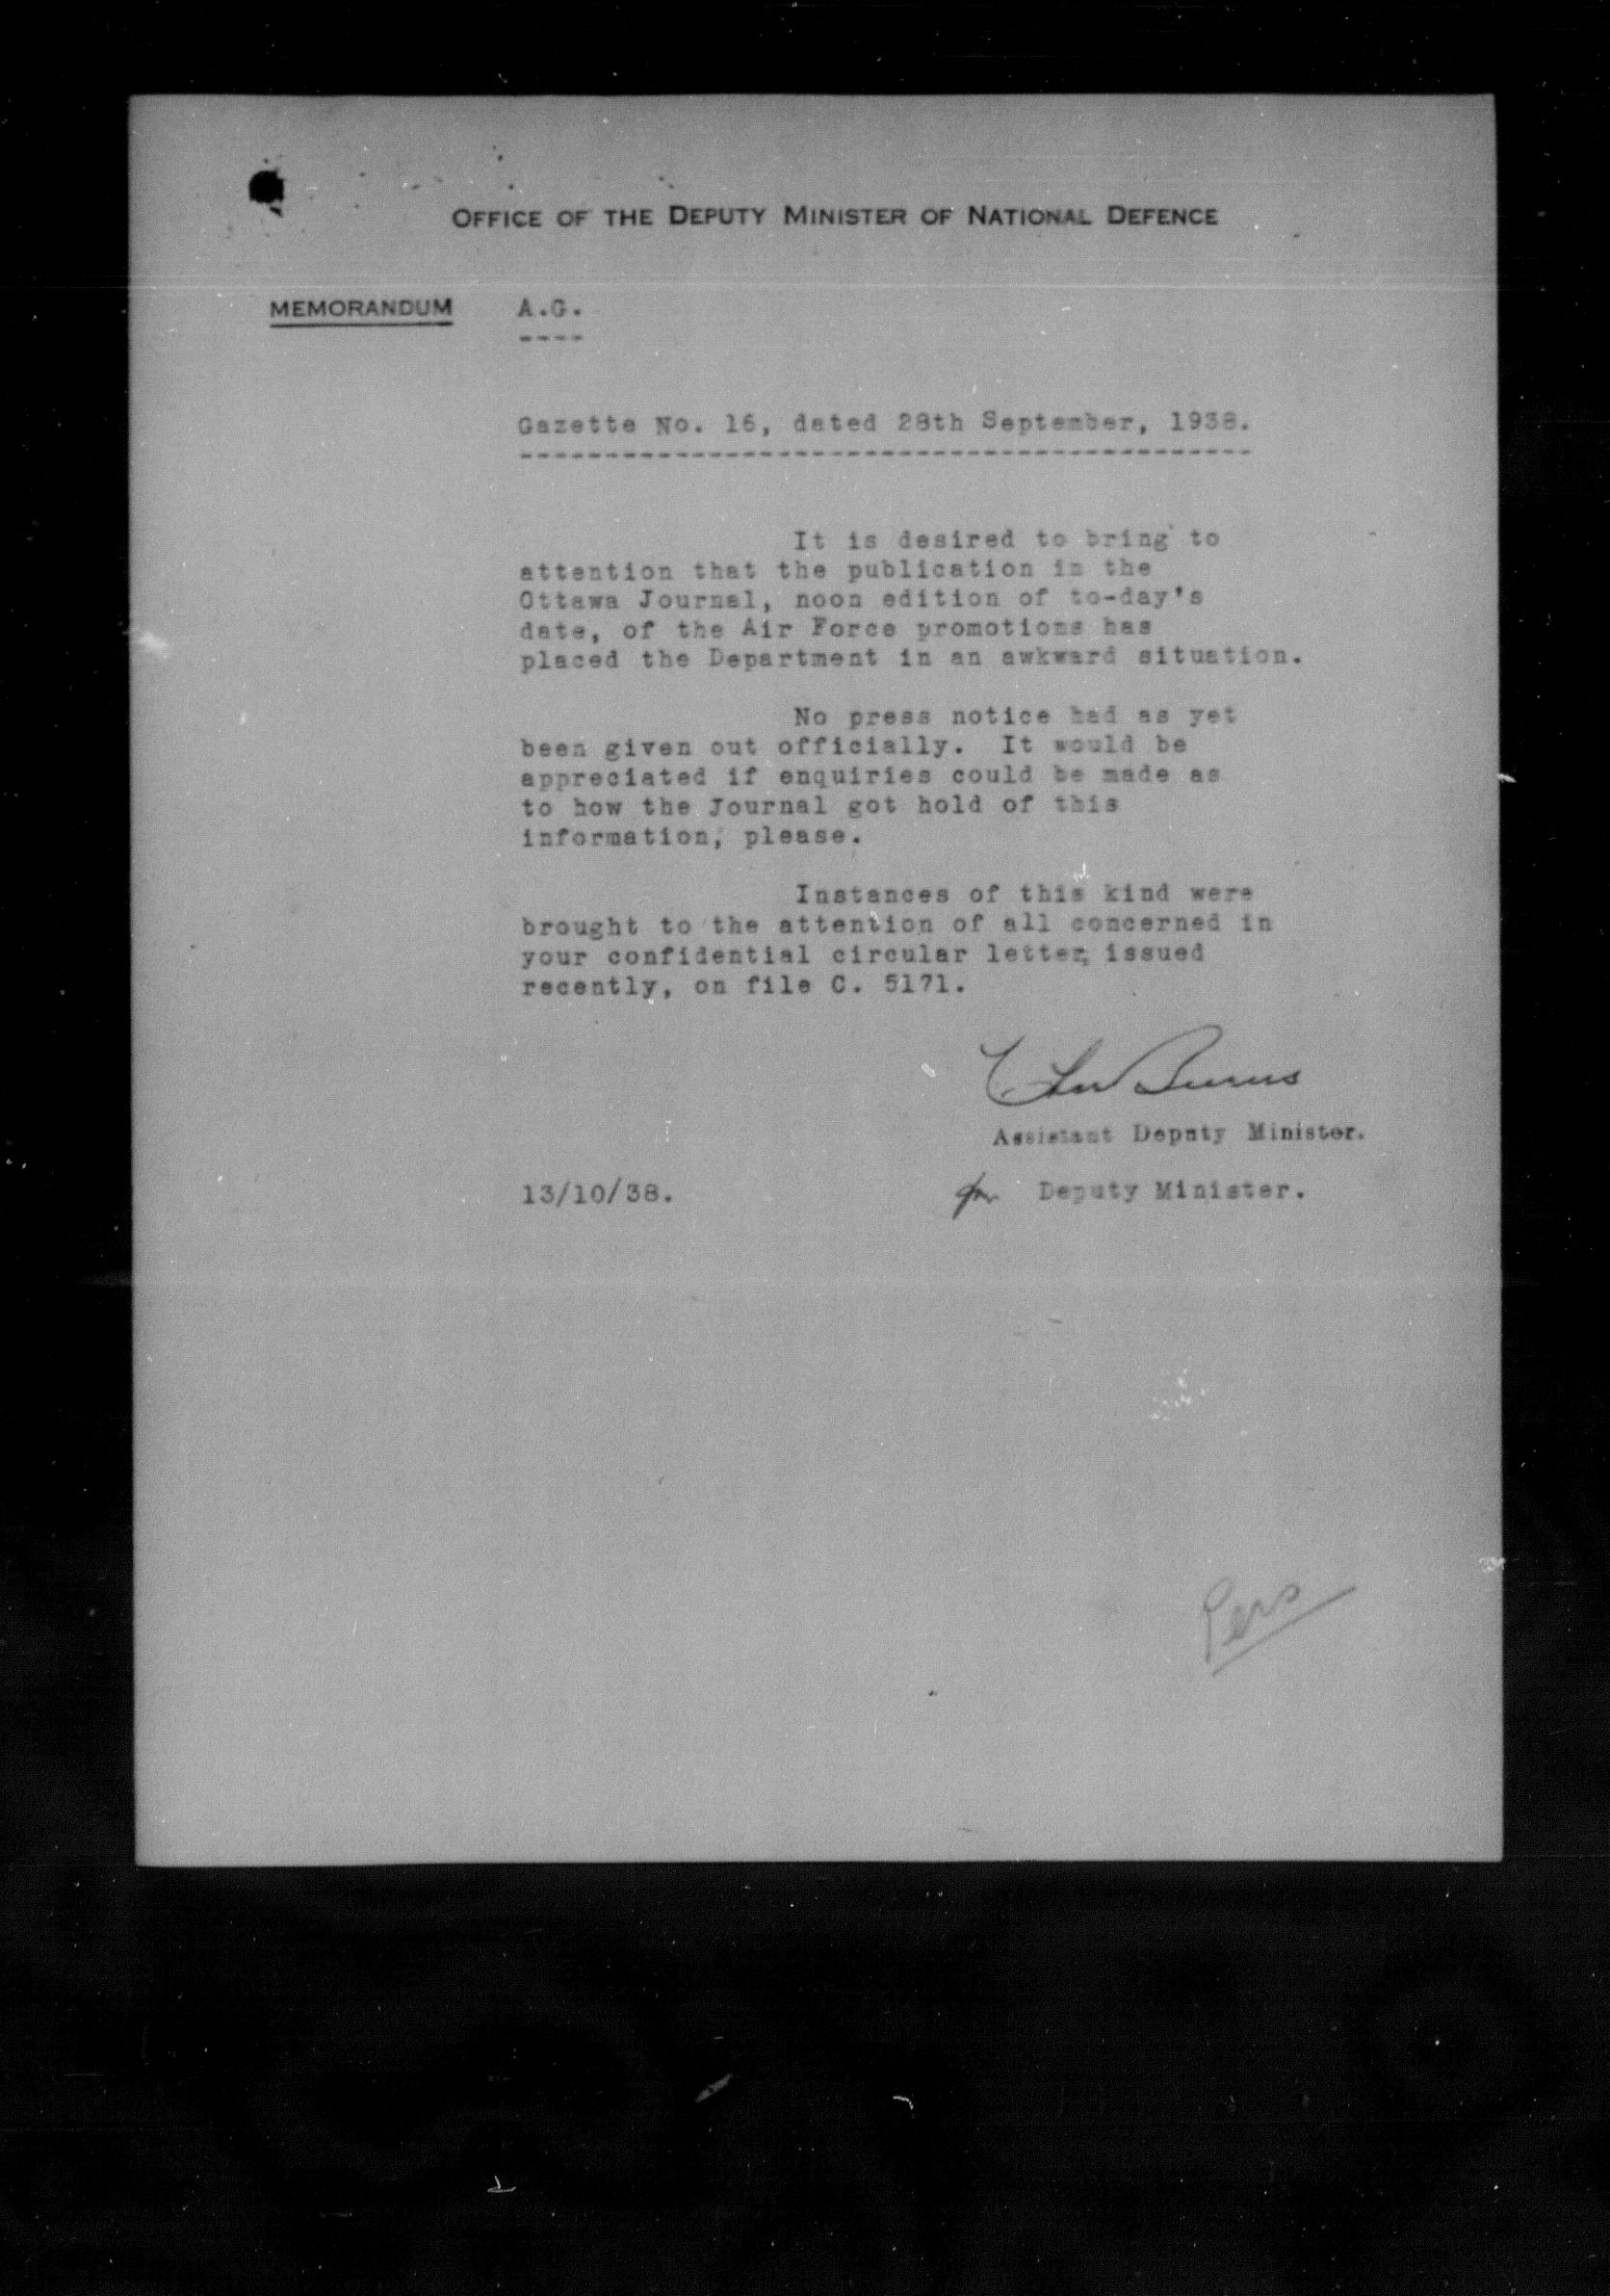 OFFICE OF THE DEPUTY MINISTER OF NATIONAL DEFENCE
MEMORANDUM A.G.
Gazette No. 16, dated 28th September, 1938.
It is desired to bring to
attention that the publication in the
Ottawa Journal, noon edition of to-day's
date, of the Air Force promotions has
placed the Department in an awkward situation.
No press notice had as yet
been given out officially. It would be
appreciated if enquiries could be made as
to how the Journal got hold of this
information, please.
Instances of this kind were
brought to the attention of all concerned in
your confidential circular letter, issued
recently, on file C. 5171.
Burns
Assistant Deputy Minister.
13/10/38. for Deputy Minister.
Pers